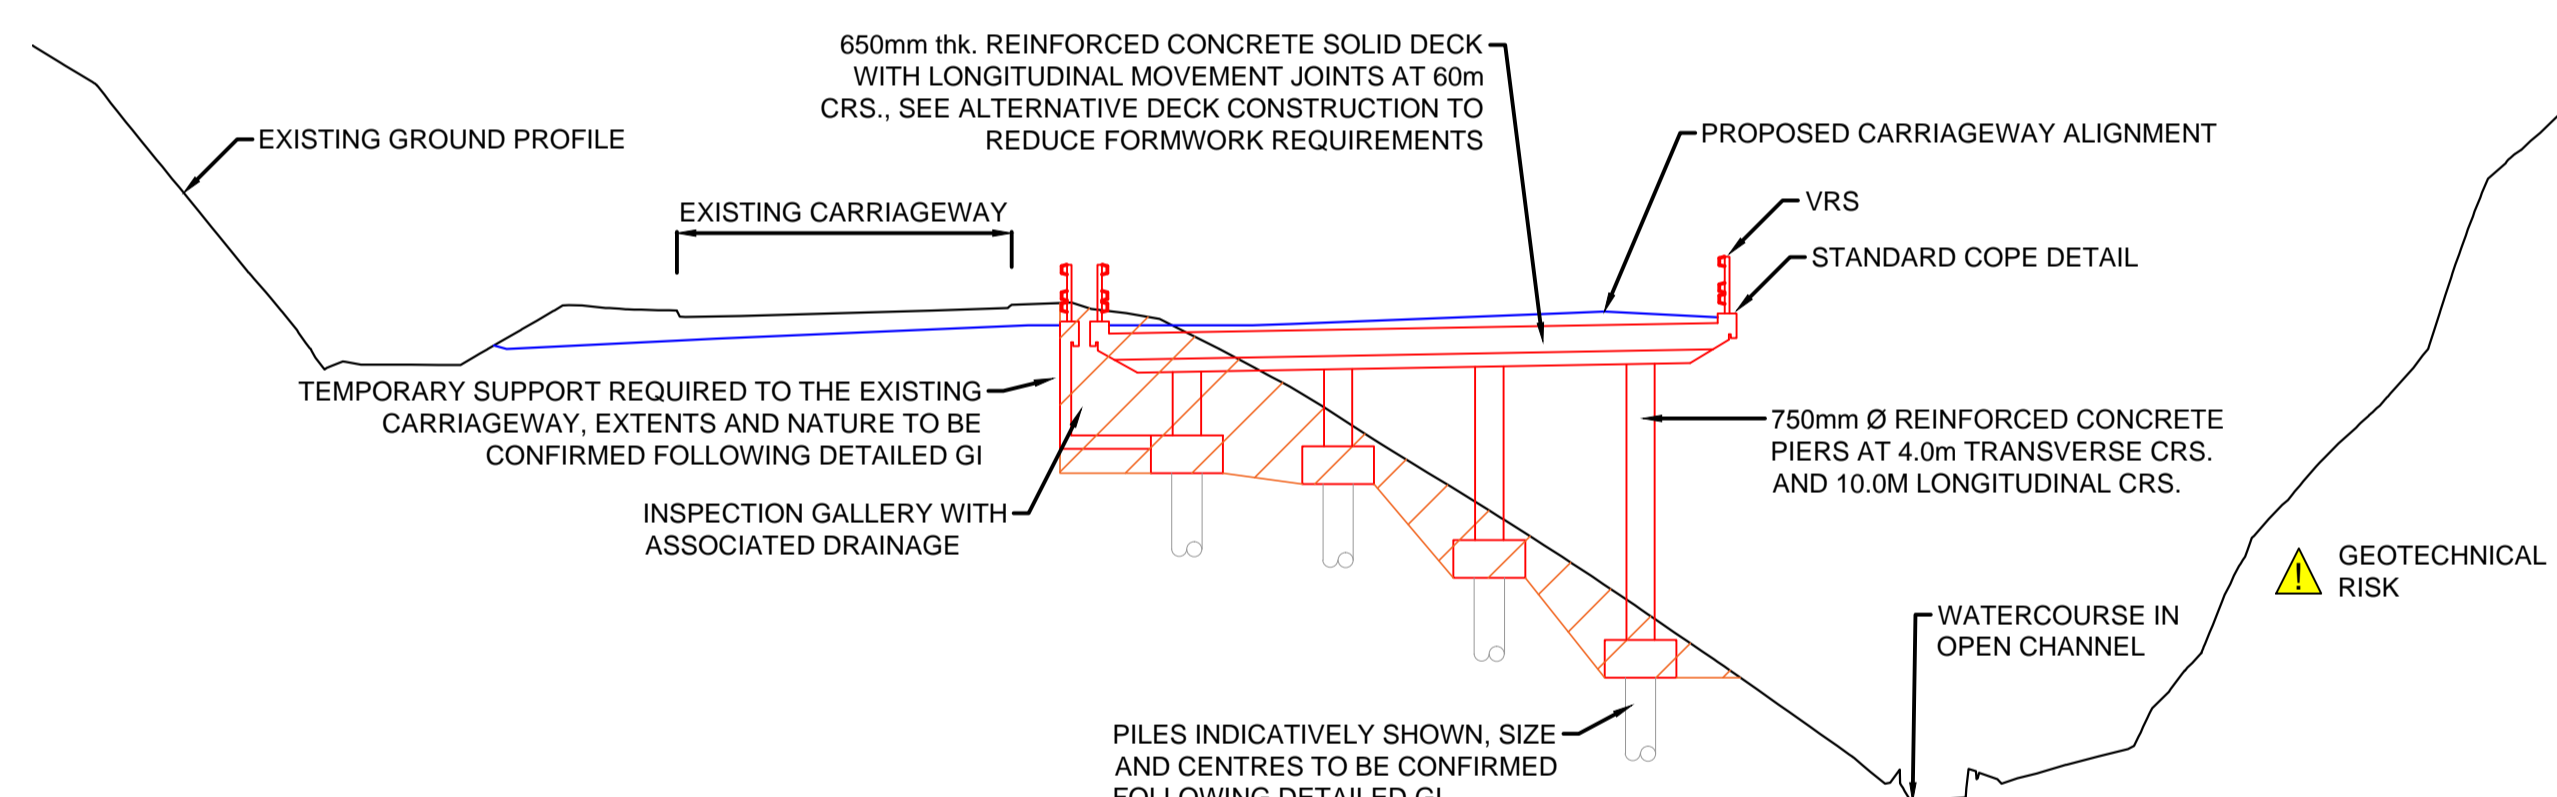 650mm thk. REINFORCED CONCRETE SOLID DECK
WITH LONGITUDINAL MOVEMENT JOINTS AT 60m
CRS., SEE ALTERNATIVE DECK CONSTRUCTION TO
REDUCE FORMWORK REQUIREMENTS
EXISTING GROUND PROFILE
PROPOSED CARRIAGEWAY ALIGNMENT
EXISTING CARRIAGEWAY
VRS
STANDARD COPE DETAIL
TEMPORARY SUPPORT REQUIRED TO THE EXISTING
CARRIAGEWAY, EXTENTS AND NATURE TO BE
CONFIRMED FOLLOWING DETAILED GI
750mm Ø REINFORCED CONCRETE
PIERS AT 4.0m TRANSVERSE CRS.
AND 10.0M LONGITUDINAL CRS.
INSPECTION GALLERY WITH
ASSOCIATED DRAINAGE
!
GEOTECHNICAL
RISK
WATERCOURSE IN
OPEN CHANNEL
PILES INDICATIVELY SHOWN, SIZE
AND CENTRES TO BE CONFIRMED
FOLLOWING DETAILED GI